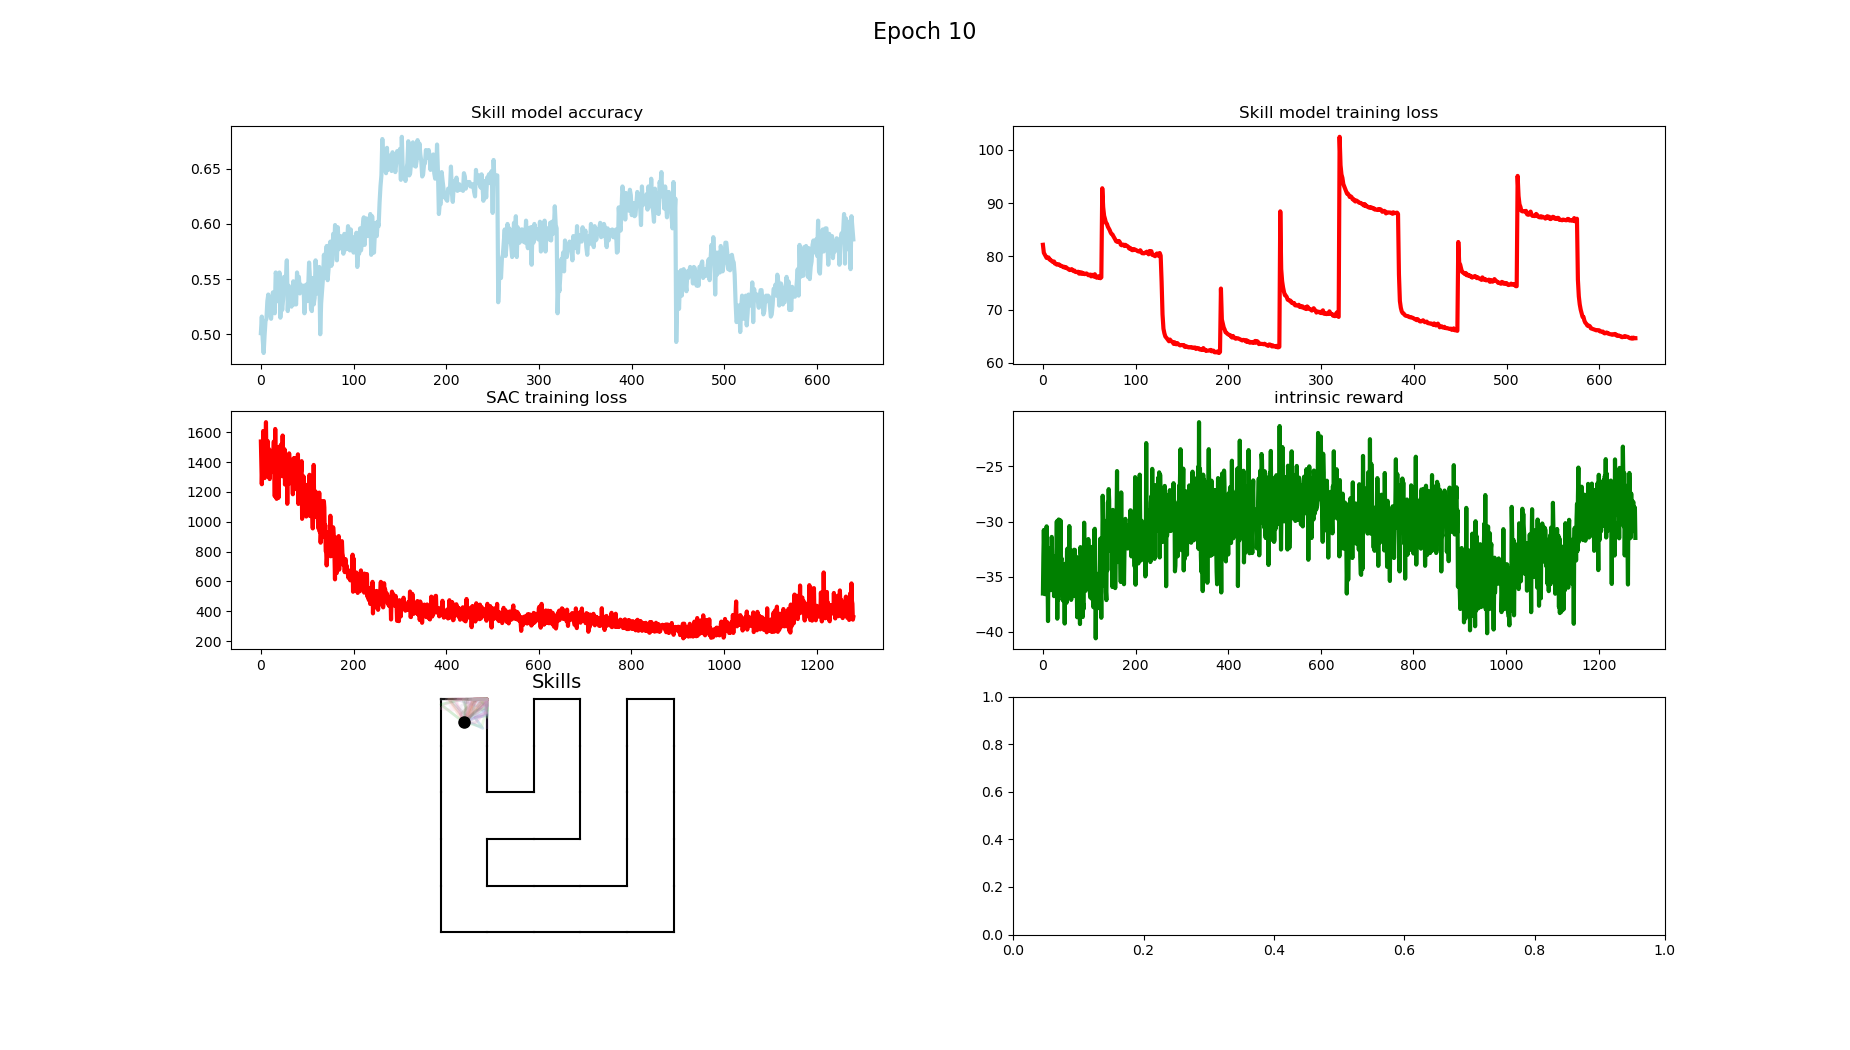 Epoch 10
Skill model accuracy
0.65
0.60
0.55
0.50
0 100 200 300 400 500 600
Skill model training loss
100
90
80
70
60
0 100 200 300 400 500 600
SAC training loss
1600
1400
1200
1000
800
600
400
200
0 200 400 600 800 1000 1200
intrinsic reward
−25
−30
−35
−40
0 200 400 600 800 1000 1200
Skills
1.0
0.8
0.6
0.4
0.2
0.0
0.0 0.2 0.4 0.6 0.8 1.0